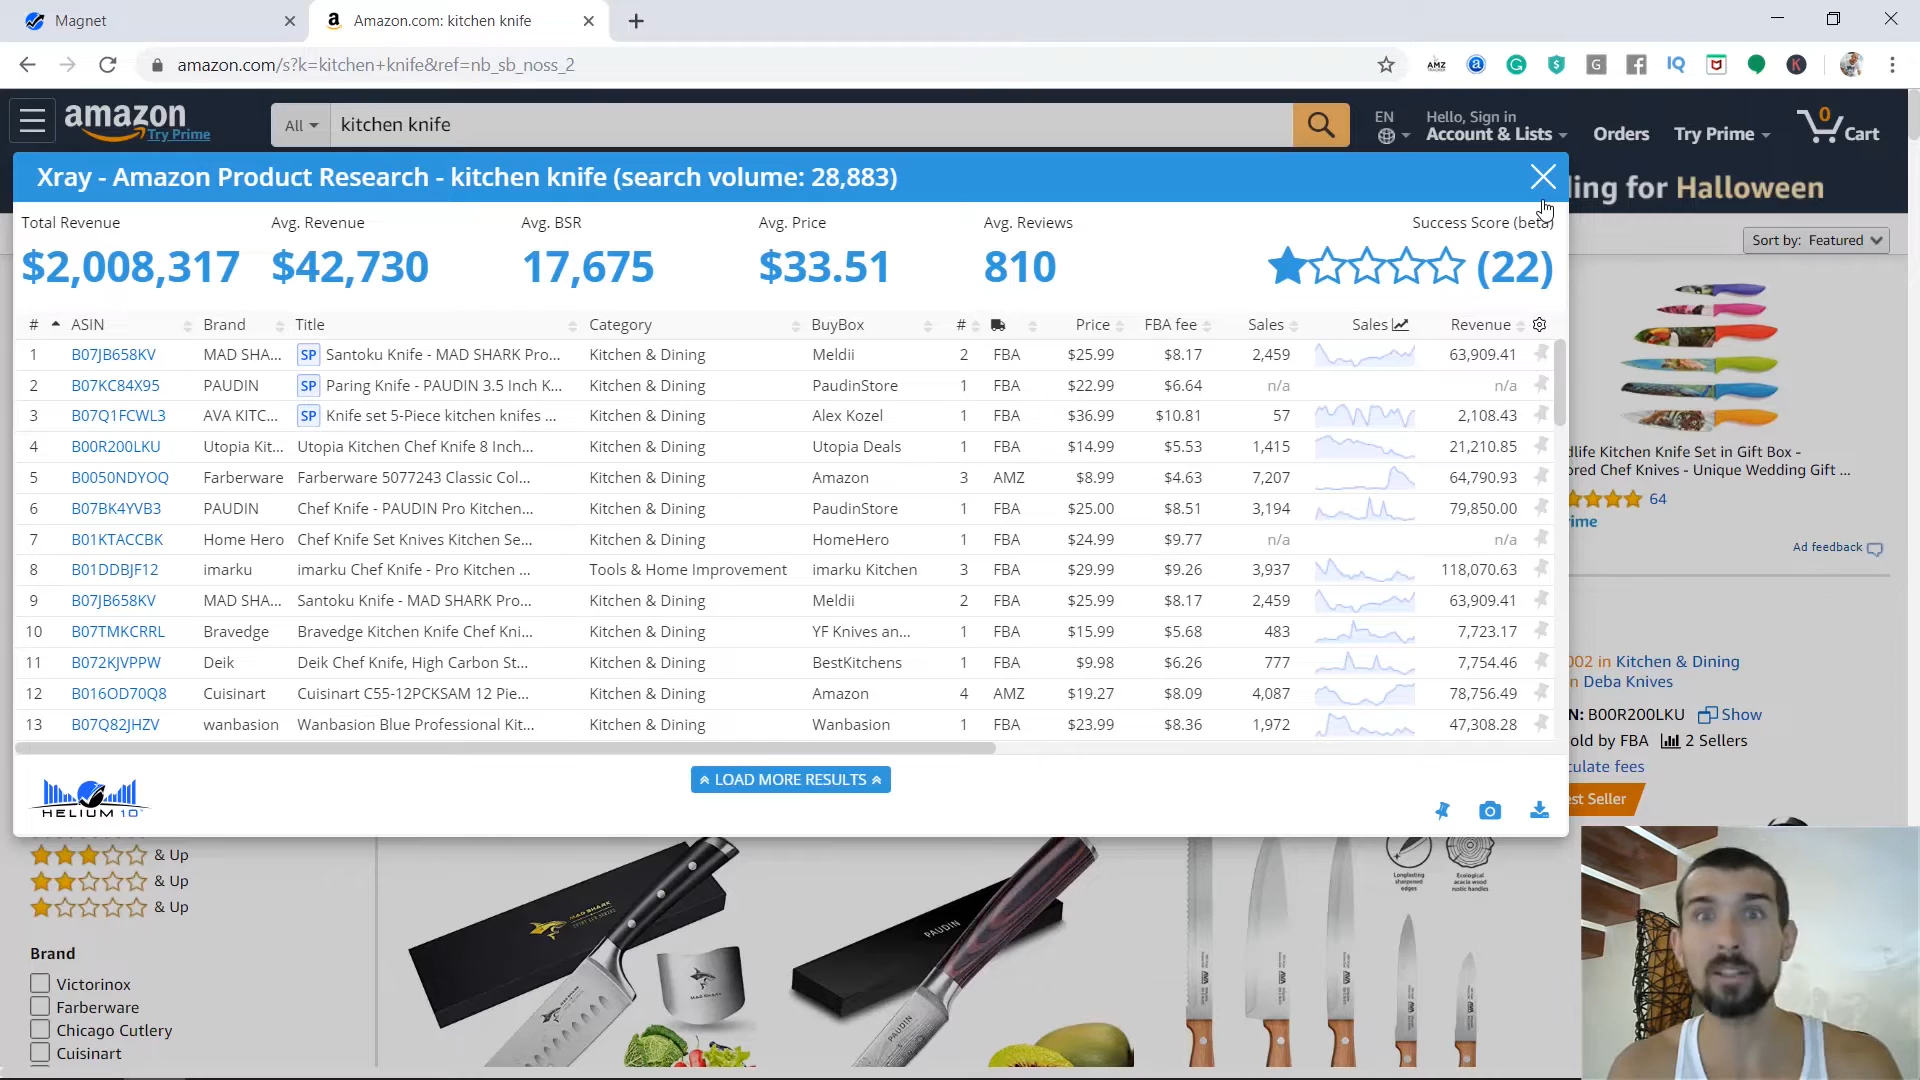 Magnet
Amazon.com: kitchen knife
amazon.com/s?k=kitchen+knife&ref=nb_sb_noss_2
amazon
Try Prime
All
kitchen knife
EN
Hello, Sign in
Account & Lists
Orders
Try Prime
0
Cart
ling for Halloween
Xray - Amazon Product Research - kitchen knife (search volume: 28,883)
Total Revenue Avg. Revenue Avg. BSR Avg. Price Avg. Reviews Success Score (beta)
$2,008,317 $42,730 17,675 $33.51 810 (22)
Sort by: Featured
# ASIN Brand Title Category BuyBox # Price FBA fee Sales Sales Revenue
1 B07JB658KV MAD SHA... SP Santoku Knife - MAD SHARK Pro... Kitchen & Dining Meldii 2 FBA $25.99 $8.17 2,459 63,909.41
2 B07KC84X95 PAUDIN SP Paring Knife - PAUDIN 3.5 Inch K... Kitchen & Dining PaudinStore 1 FBA $22.99 $6.64 n/a n/a
3 B07Q1FCWL3 AVA KITC... SP Knife set 5-Piece kitchen knifes ... Kitchen & Dining Alex Kozel 1 FBA $36.99 $10.81 57 2,108.43
4 B00R200LKU Utopia Kit... Utopia Kitchen Chef Knife 8 Inch... Kitchen & Dining Utopia Deals 1 FBA $14.99 $5.53 1,415 21,210.85
5 B0050NDYOQ Farberware Farberware 5077243 Classic Col... Kitchen & Dining Amazon 3 AMZ $8.99 $4.63 7,207 64,790.93
6 B07BK4YVB3 PAUDIN Chef Knife - PAUDIN Pro Kitchen... Kitchen & Dining PaudinStore 1 FBA $25.00 $8.51 3,194 79,850.00
7 B01KTACCBK Home Hero Chef Knife Set Knives Kitchen Se... Kitchen & Dining HomeHero 1 FBA $24.99 $9.77 n/a n/a
8 B01DDBJF12 imarku imarku Chef Knife - Pro Kitchen ... Tools & Home Improvement imarku Kitchen 3 FBA $29.99 $9.26 3,937 118,070.63
9 B07JB658KV MAD SHA... Santoku Knife - MAD SHARK Pro... Kitchen & Dining Meldii 2 FBA $25.99 $8.17 2,459 63,909.41
10 B07TMKCRRL Bravedge Bravedge Kitchen Knife Chef Kni... Kitchen & Dining YF Knives an... 1 FBA $15.99 $5.68 483 7,723.17
11 B072KJVPPW Deik Deik Chef Knife, High Carbon St... Kitchen & Dining BestKitchens 1 FBA $9.98 $6.26 777 7,754.46
12 B016OD70Q8 Cuisinart Cuisinart C55-12PCKSAM 12 Pie... Kitchen & Dining Amazon 4 AMZ $19.27 $8.09 4,087 78,756.49
13 B07Q82JHZV wanbasion Wanbasion Blue Professional Kit... Kitchen & Dining Wanbasion 1 FBA $23.99 $8.36 1,972 47,308.28
LOAD MORE RESULTS
HELIUM 10
dlife Kitchen Knife Set in Gift Box -
ored Chef Knives - Unique Wedding Gift ...
64
ime
Ad feedback
002 in Kitchen & Dining
n Deba Knives
N: B00R200LKU Show
old by FBA 2 Sellers
culate fees
est Seller
& Up
& Up
& Up
Brand
Victorinox
Farberware
Chicago Cutlery
Cuisinart
MAD SHARK
PAUDIN
PAUDIN
Longlasting
sharpened
edges
Ecological
acacia wood
rustic handles